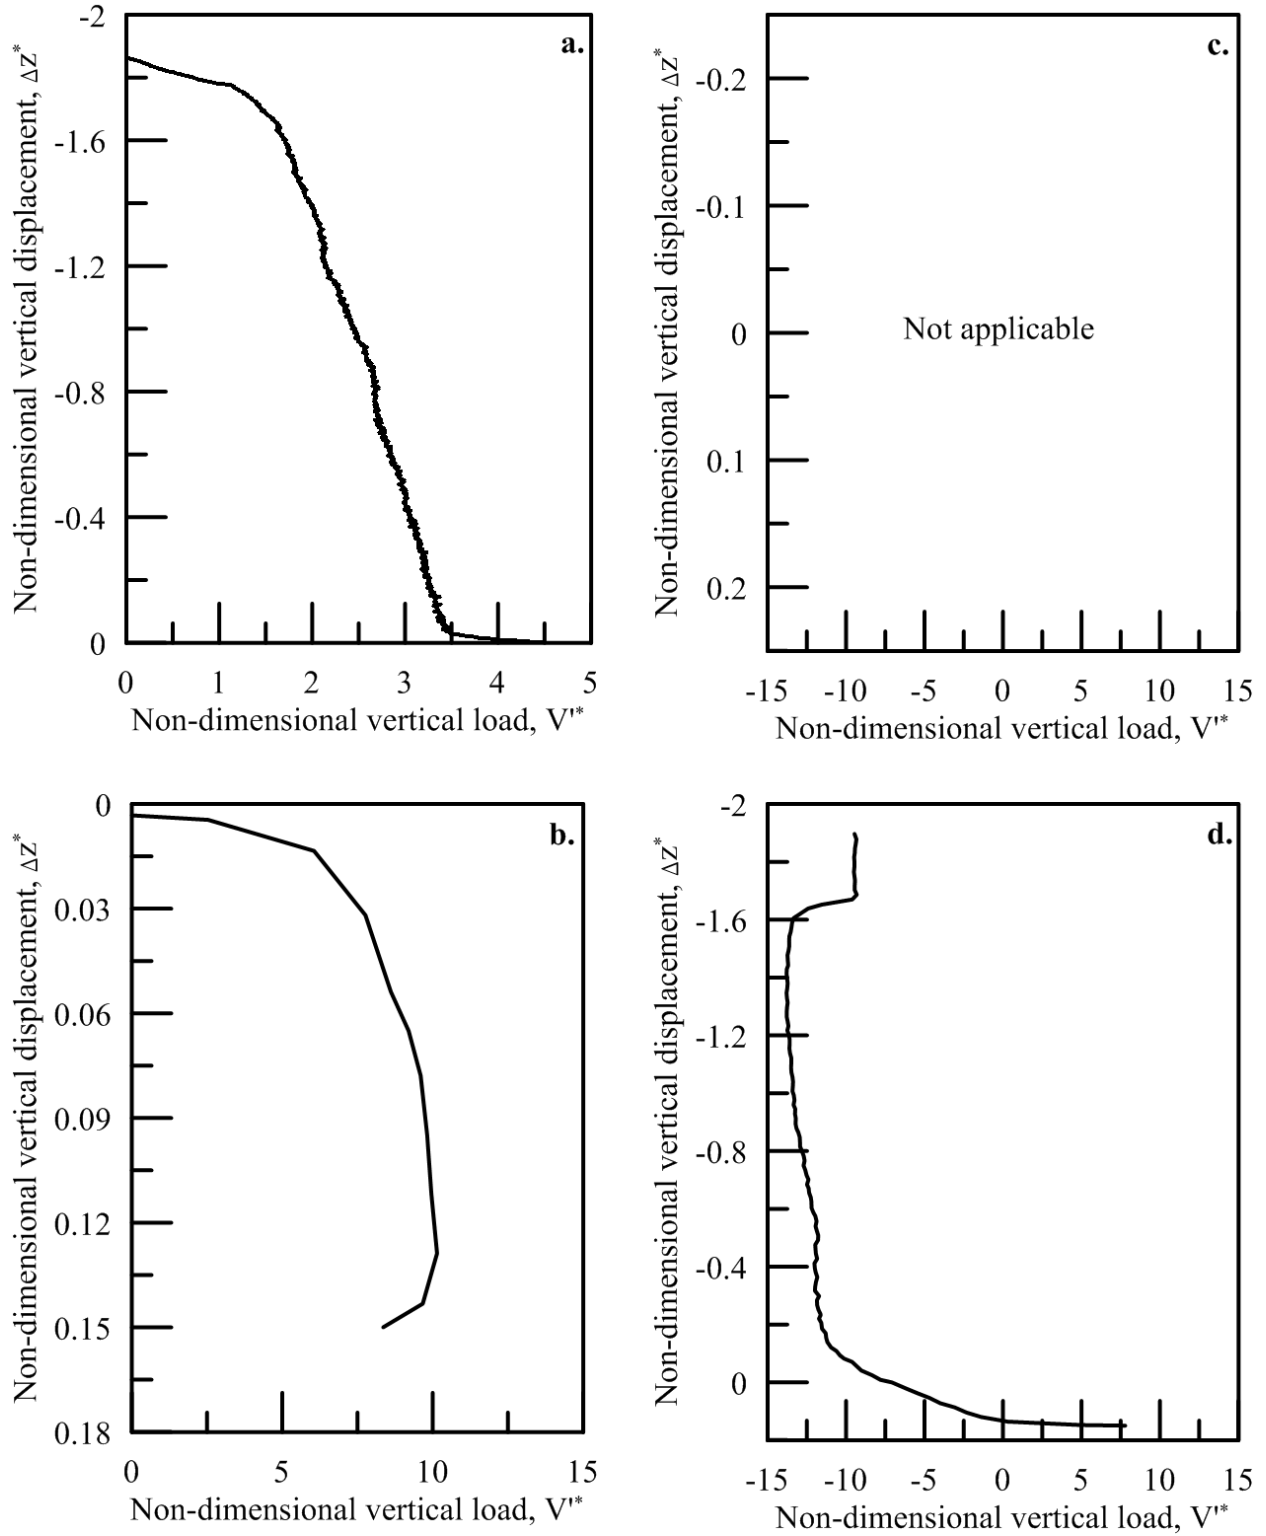 Non-dimensional vertical displacement, Δz*
-2
-1.6
-1.2
-0.8
-0.4
0
a.
0 1 2 3 4 5
Non-dimensional vertical load, V'*
Non-dimensional vertical displacement, Δz*
-0.2
-0.1
0
0.1
0.2
c.
Not applicable
-15 -10 -5 0 5 10 15
Non-dimensional vertical load, V'*
Non-dimensional vertical displacement, Δz*
0
0.03
0.06
0.09
0.12
0.15
0.18
b.
0 5 10 15
Non-dimensional vertical load, V'*
Non-dimensional vertical displacement, Δz*
-2
-1.6
-1.2
-0.8
-0.4
0
d.
-15 -10 -5 0 5 10 15
Non-dimensional vertical load, V'*